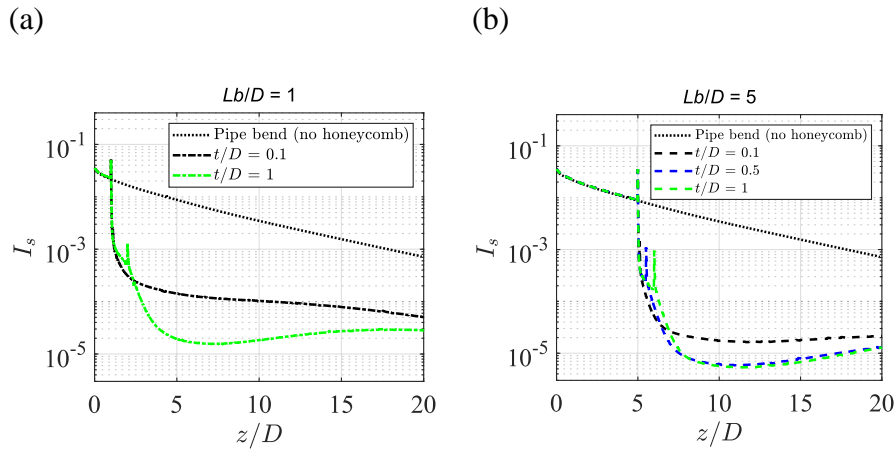 (a)
Lb/D = 1
Pipe bend (no honeycomb)
t/D = 0.1
t/D = 1
10^-1
10^-3
10^-5
I_s
0 5 10 15 20
z/D
(b)
Lb/D = 5
Pipe bend (no honeycomb)
t/D = 0.1
t/D = 0.5
t/D = 1
10^-1
10^-3
10^-5
I_s
0 5 10 15 20
z/D